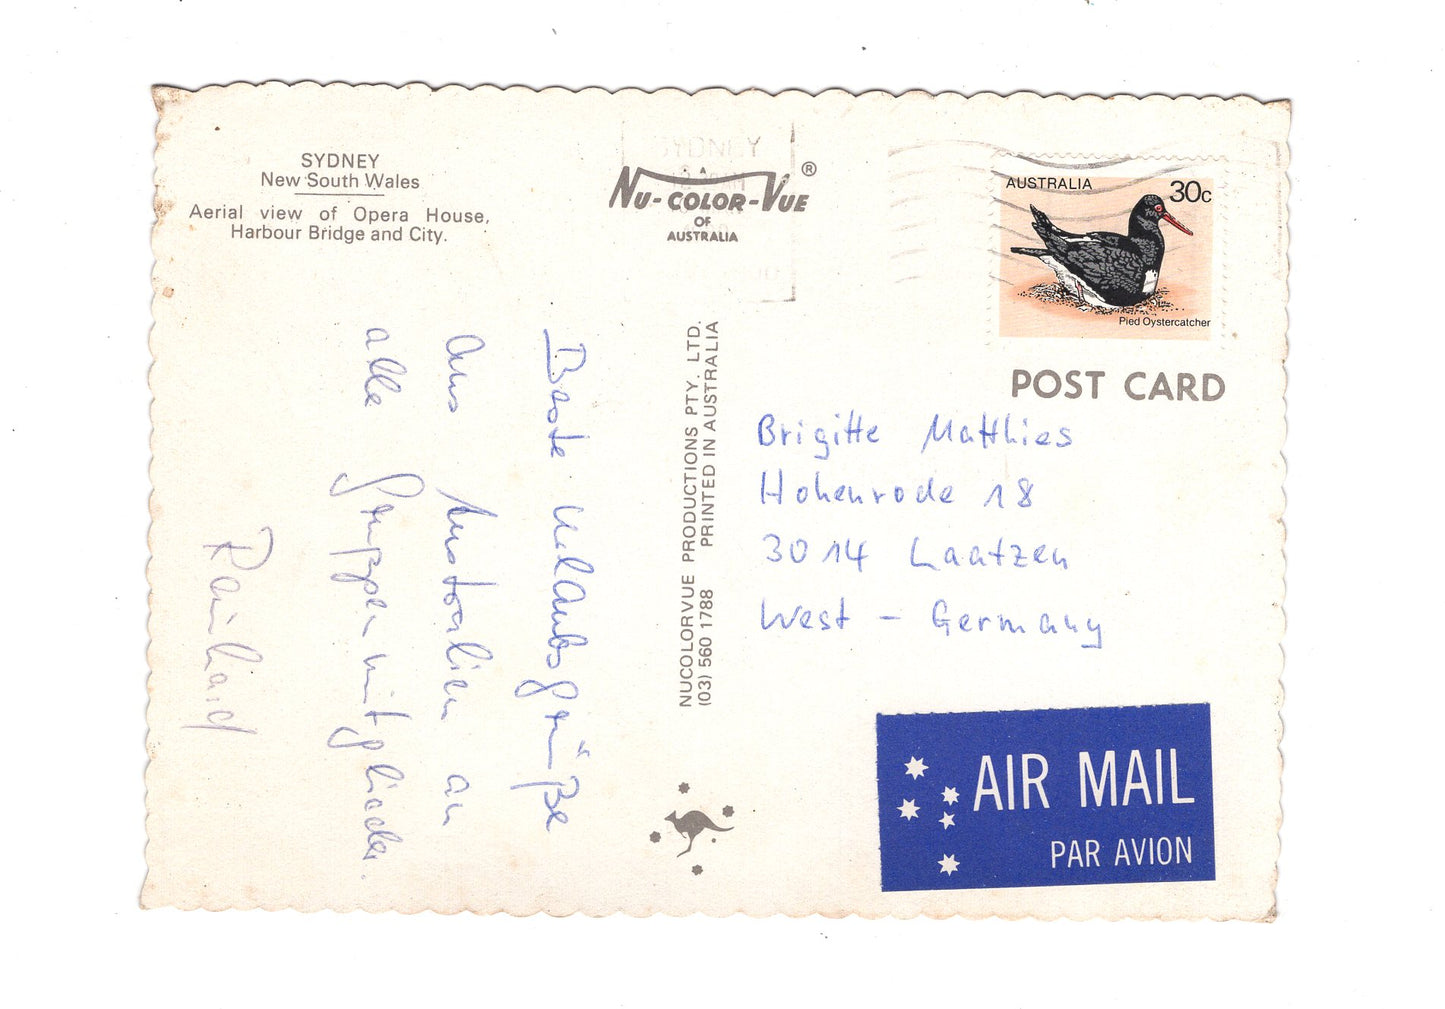 SYDNEY
New South Wales
Aerial view of Opera House,
Harbour Bridge and City.
A
NU-COLOR-VUE ®
OF
AUSTRALIA
SYDNEY
AUSTRALIA 30c
Pied Oystercatcher
POST CARD
Beste Urlaubsgrüße
aus Australien an
alle Gruppenmitglieder
Reinhard
NUCOLORVUE PRODUCTIONS PTY. LTD.
(03) 560 1788 PRINTED IN AUSTRALIA
Brigitte Matthies
Hohenrode 18
3014 Laatzen
West - Germany
AIR MAIL
PAR AVION